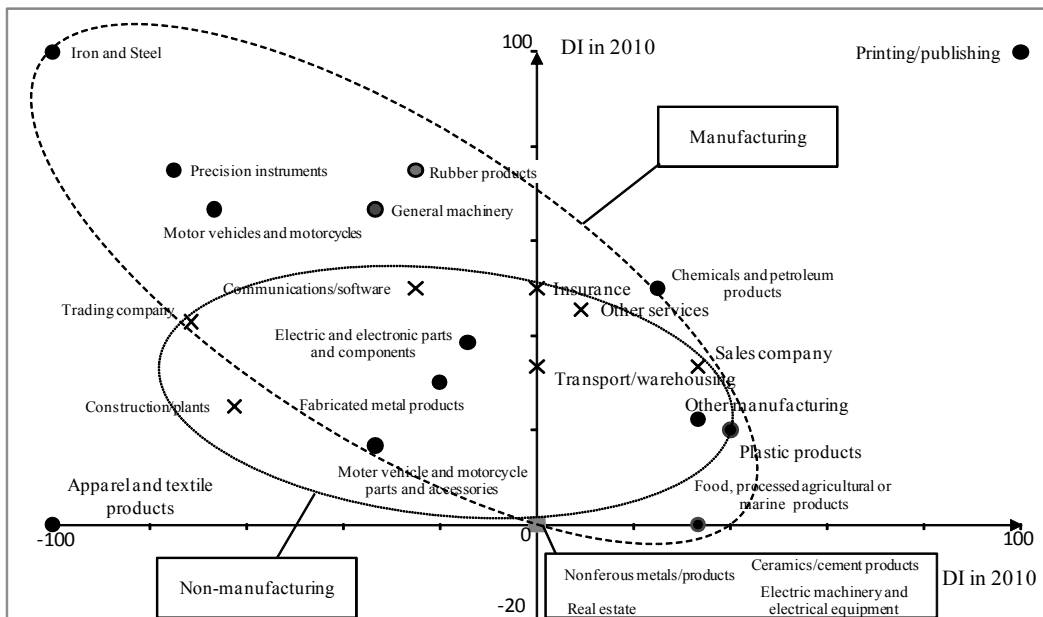 100
DI in 2010
Iron and Steel
Printing/publishing
Manufacturing
Precision instruments
Rubber products
General machinery
Motor vehicles and motorcycles
Chemicals and petroleum
products
Communications/software
Insurance
Trading company
Other services
Electric and electronic parts
and components
Sales company
Transport/warehousing
Construction/plants
Fabricated metal products
Other manufacturing
Plastic products
Moter vehicle and motorcycle
parts and accessories
Apparel and textile
products
Food, processed agricultural or
marine products
-100
0
100
Non-manufacturing
Nonferous metals/products
Ceramics/cement products
DI in 2010
Real estate
Electric machinery and
electrical equipment
-20